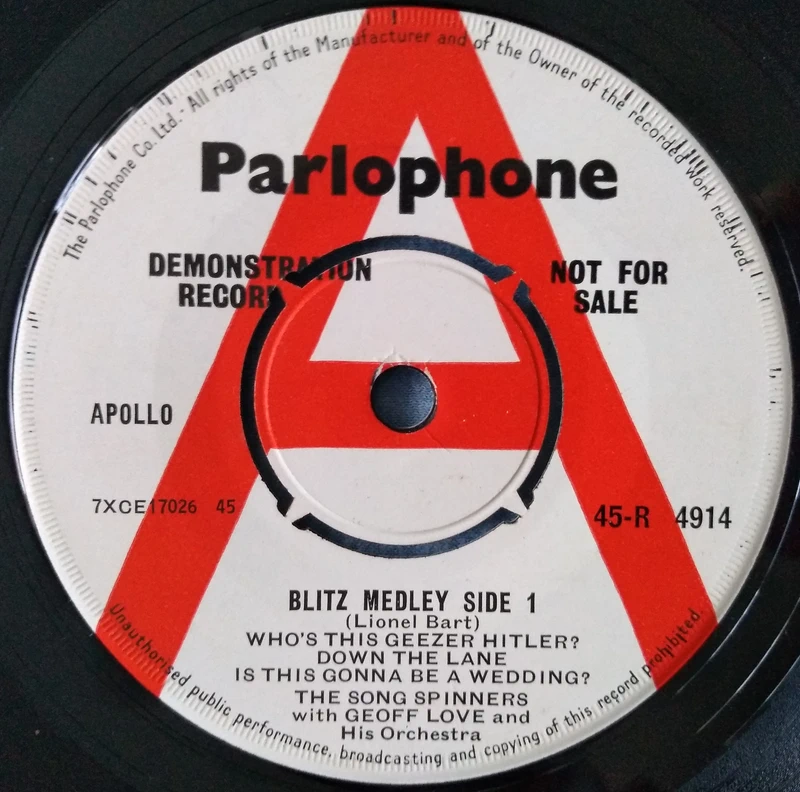 The Parlophone Co. Ltd. - All rights of the Manufacturer and of the Owner of the recorded work reserved.
Parlophone
DEMONSTRATION
RECORD
NOT FOR
SALE
APOLLO
7XCE17026 45
45-R 4914
BLITZ MEDLEY SIDE 1
(Lionel Bart)
WHO'S THIS GEEZER HITLER?
DOWN THE LANE
IS THIS GONNA BE A WEDDING?
THE SONG SPINNERS
with GEOFF LOVE and
His Orchestra
Unauthorised public performance, broadcasting and copying of this record prohibited.
A